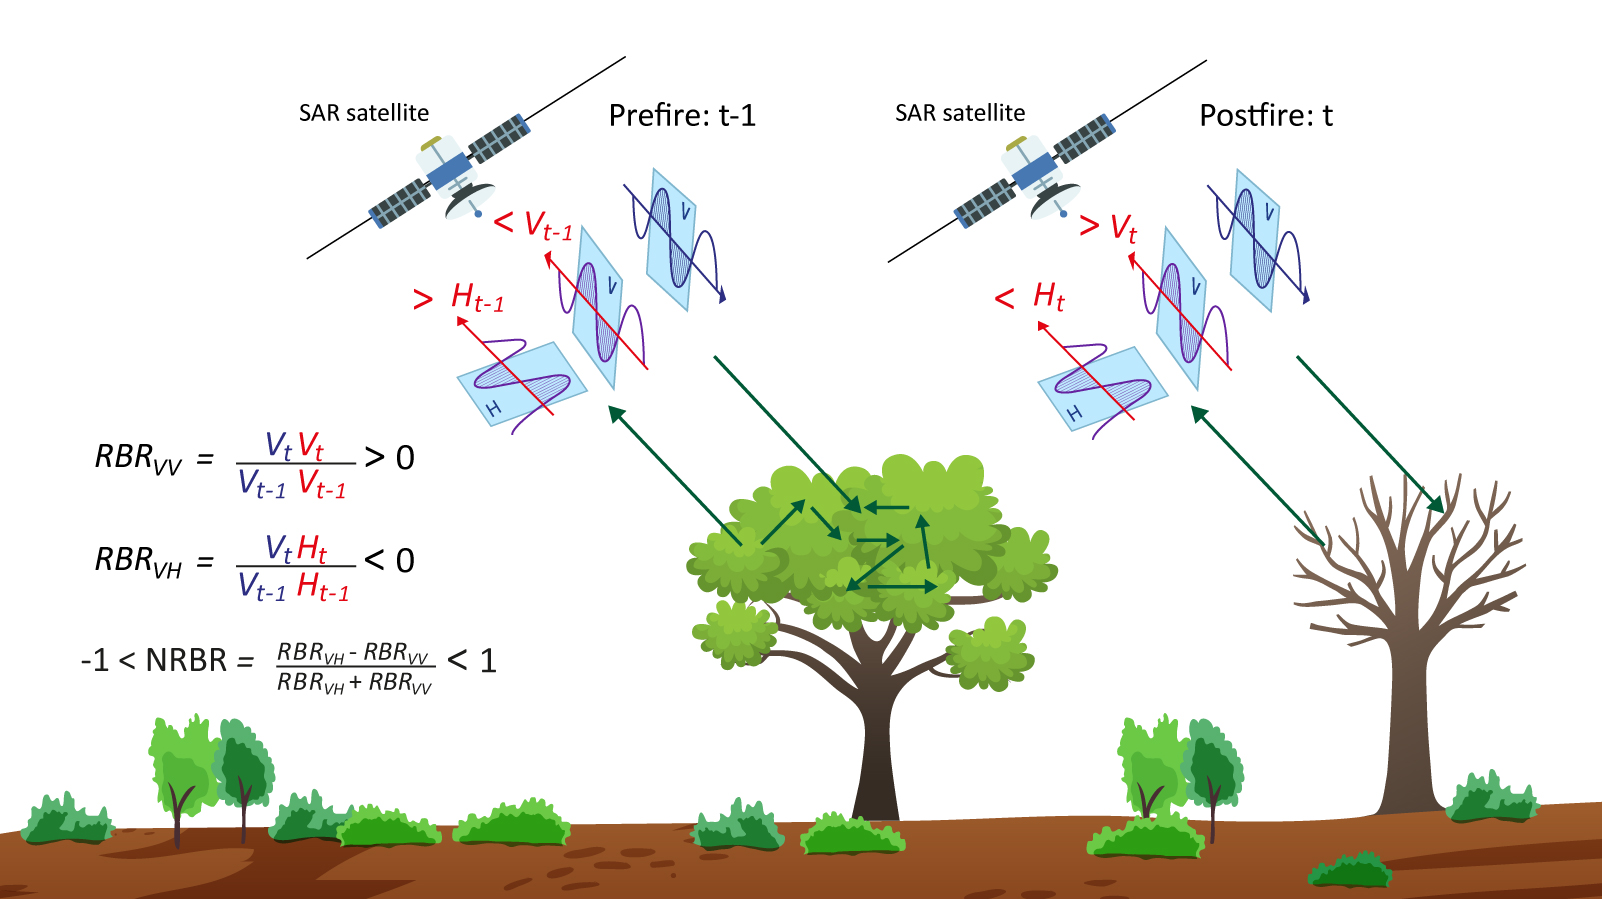 SAR satellite
Prefire: t-1
SAR satellite
Postfire: t
V
V
< V_{t-1}
> V_t
V
V
> H_{t-1}
< H_t
H
H
RBR_{VV} = \frac{V_t V_t}{V_{t-1} V_{t-1}} > 0
RBR_{VH} = \frac{V_t H_t}{V_{t-1} H_{t-1}} < 0
-1 < NRBR = \frac{RBR_{VH} - RBR_{VV}}{RBR_{VH} + RBR_{VV}} < 1